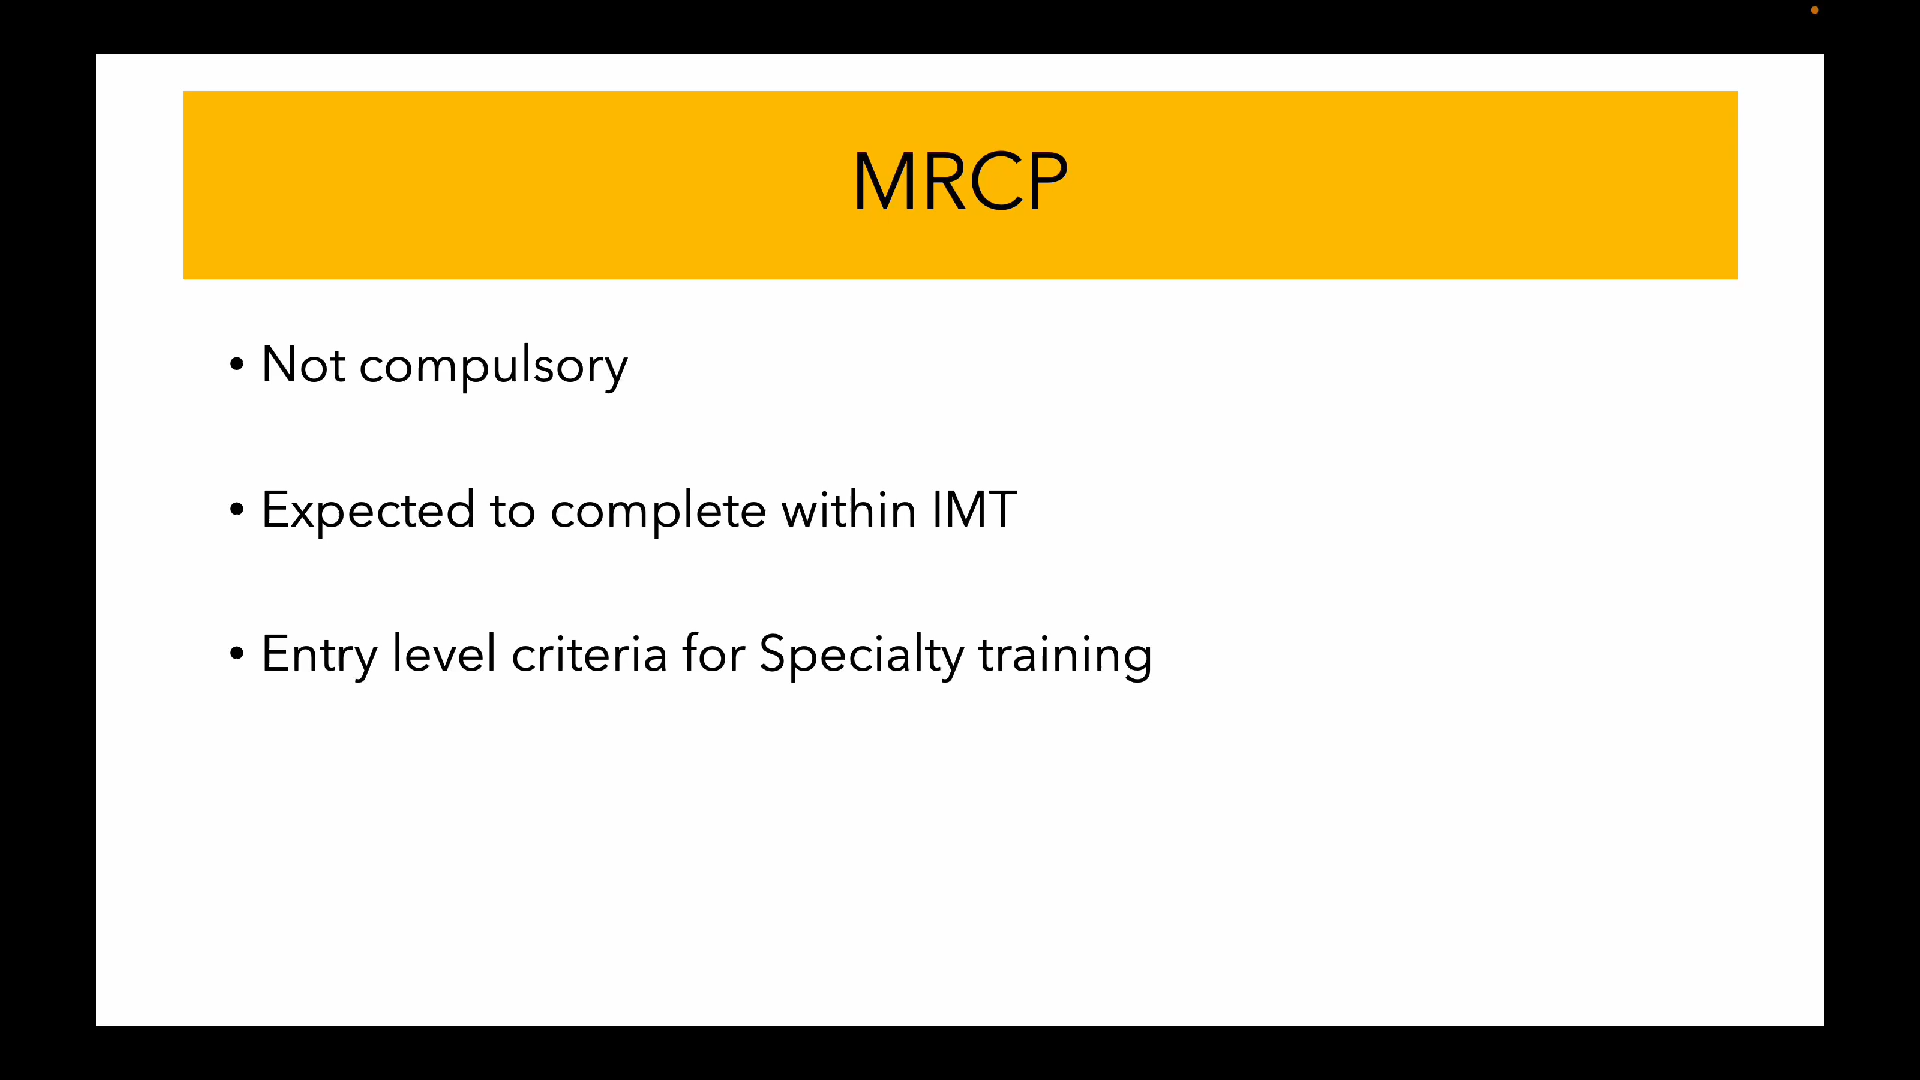 MRCP
• Not compulsory
• Expected to complete within IMT
• Entry level criteria for Specialty training